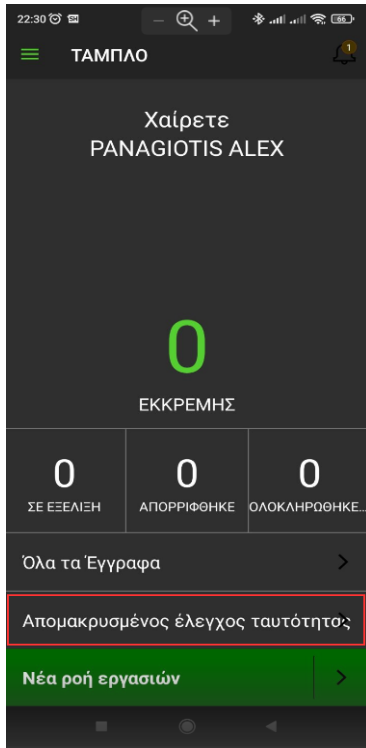 22:30 66
ΤΑΜΠΛΟ 1
Χαίρετε
PANAGIOTIS ALEX
0
ΕΚΚΡΕΜΗΣ
0 0 0
ΣΕ ΕΞΕΛΙΞΗ ΑΠΟΡΡΙΦΘΗΚΕ ΟΛΟΚΛΗΡΩΘΗΚΕ...
Όλα τα Έγγραφα
Απομακρυσμένος έλεγχος ταυτότητας
Νέα ροή εργασιών